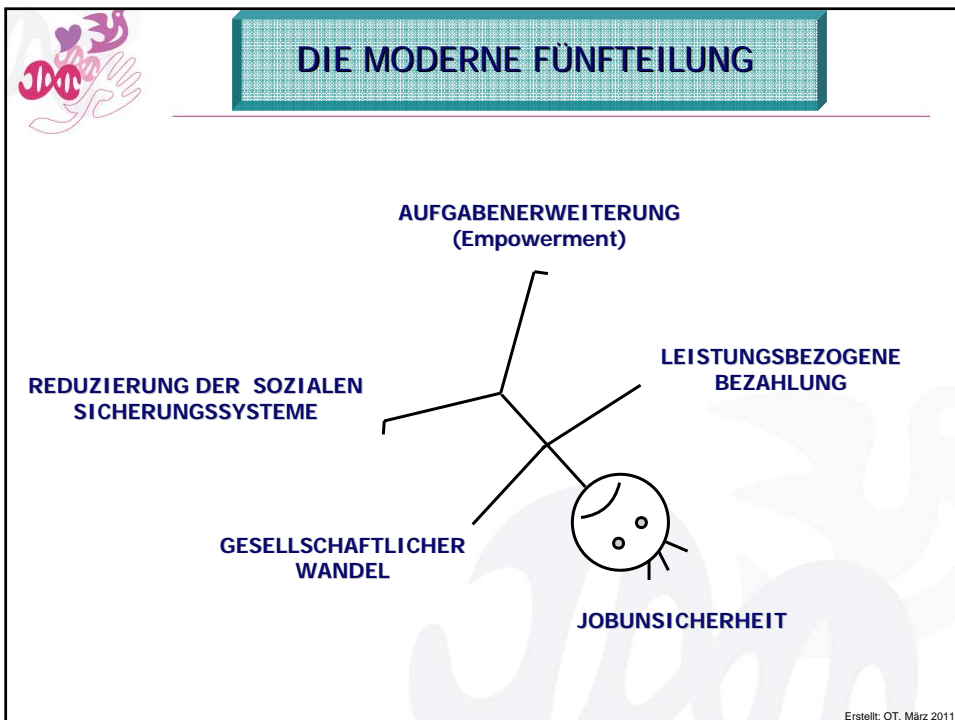 DIE MODERNE FÜNFTEILUNG
AUFGABENERWEITERUNG
(Empowerment)
LEISTUNGSBEZOGENE
BEZAHLUNG
REDUZIERUNG DER SOZIALEN
SICHERUNGSSYSTEME
GESELLSCHAFTLICHER
WANDEL
JOBUNSICHERHEIT
Erstellt: OT, März 2011